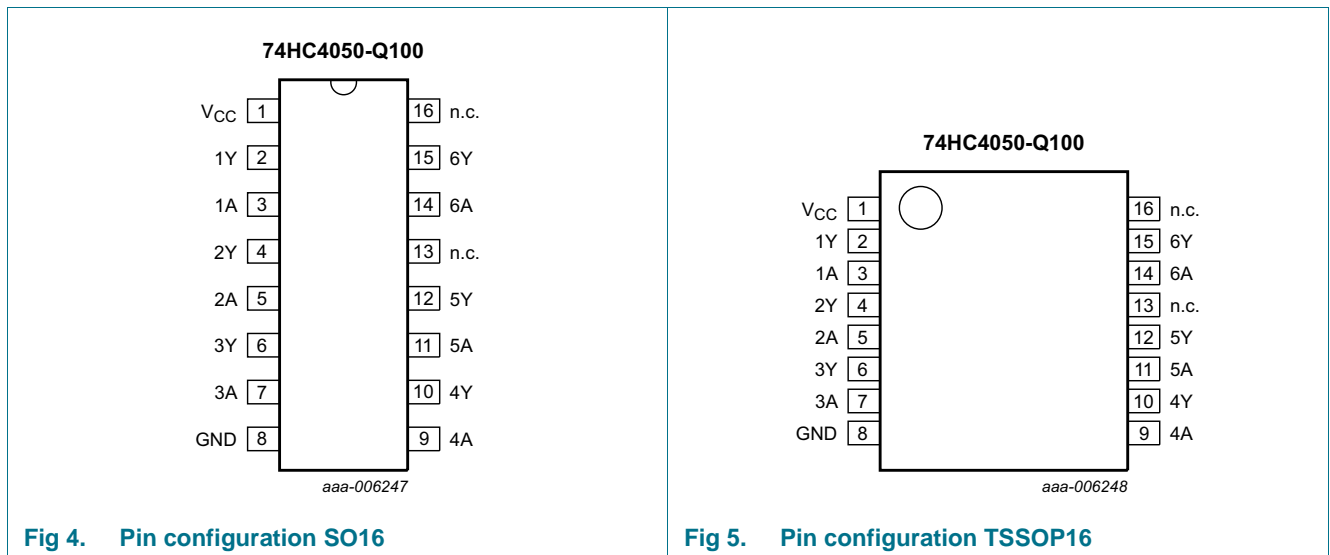 74HC4050-Q100
VCC 1
16 n.c.
1Y 2
15 6Y
1A 3
14 6A
2Y 4
13 n.c.
2A 5
12 5Y
3Y 6
11 5A
3A 7
10 4Y
GND 8
9 4A
aaa-006247
Fig 4. Pin configuration SO16
74HC4050-Q100
VCC 1
16 n.c.
1Y 2
15 6Y
1A 3
14 6A
2Y 4
13 n.c.
2A 5
12 5Y
3Y 6
11 5A
3A 7
10 4Y
GND 8
9 4A
aaa-006248
Fig 5. Pin configuration TSSOP16